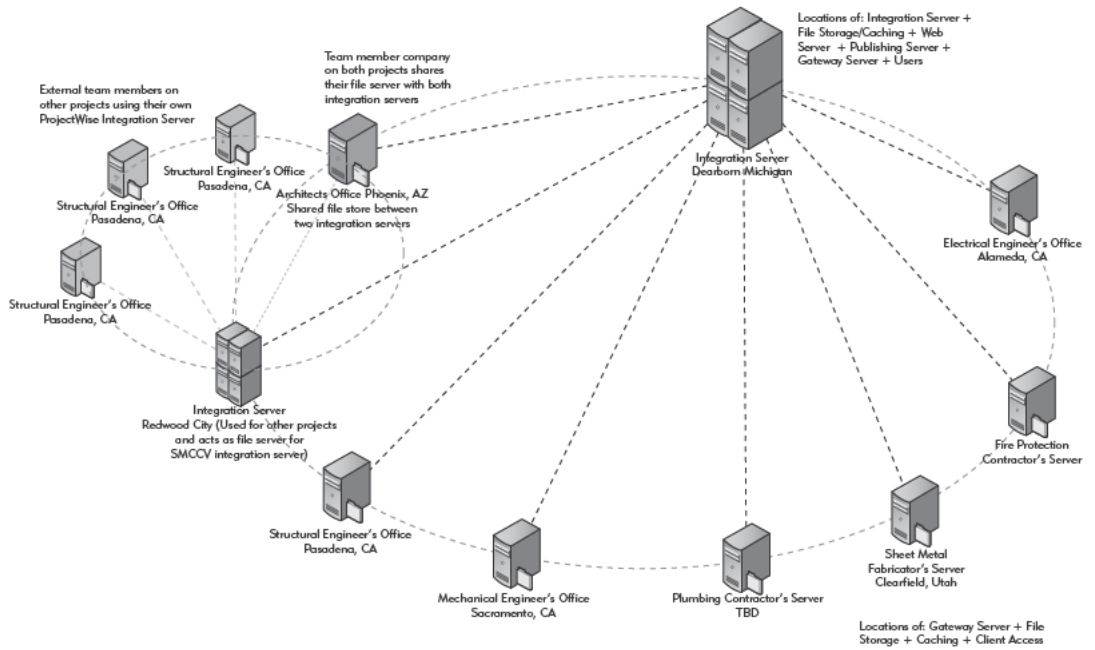 Locations of: Integration Server +
File Storage/Caching + Web
Server + Publishing Server +
Gateway Server + Users
Team member company
on both projects shares
their file server with both
integration servers
External team members on
other projects using their own
ProjectWise Integration Server
Structural Engineer's Office
Pasadena, CA
Architects Office Phoenix, AZ
Shared file store between
two integration servers
Integration Server
Dearborn Michigan
Structural Engineer's Office
Pasadena, CA
Electrical Engineer's Office
Alameda, CA
Structural Engineer's Office
Pasadena, CA
Integration Server
Redwood City (Used for other projects
and acts as file server for
SMCCV integration server)
Fire Protection
Contractor's Server
Structural Engineer's Office
Pasadena, CA
Sheet Metal
Fabricator's Server
Clearfield, Utah
Mechanical Engineer's Office
Sacramento, CA
Plumbing Contractor's Server
TBD
Locations of: Gateway Server + File
Storage + Caching + Client Access